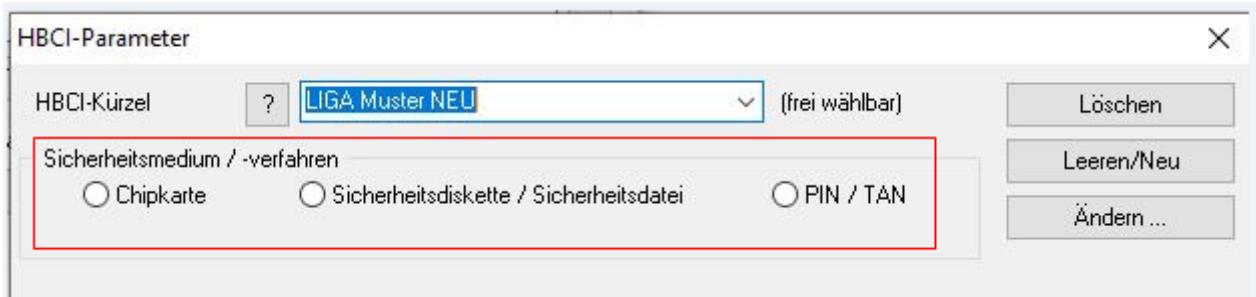 HBCI-Parameter
HBCI-Kürzel ? LIGA Muster NEU (frei wählbar) Löschen
Sicherheitsmedium / -verfahren Leeren/Neu
Chipkarte Sicherheitsdiskette / Sicherheitsdatei PIN / TAN
Ändern ...